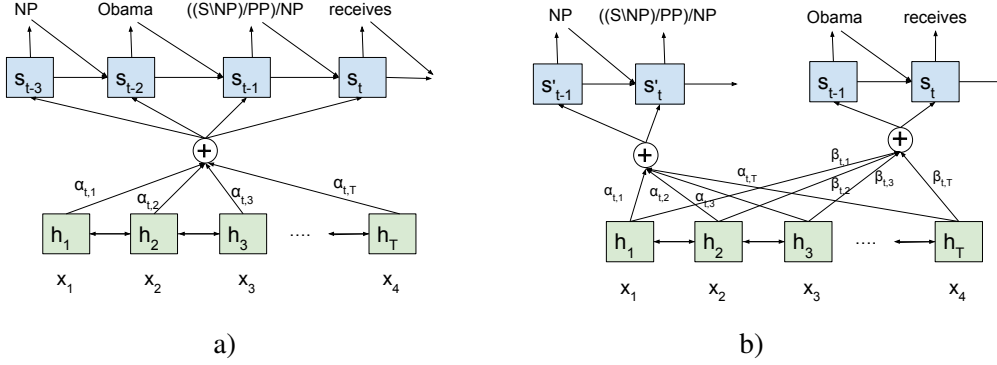 NP Obama ((S\NP)/PP)/NP receives
s_{t-3} s_{t-2} s_{t-1} s_t
+
α_{t,1} α_{t,2} α_{t,3} α_{t,T}
h_1 h_2 h_3 .... h_T
x_1 x_2 x_3 x_4
a)
NP ((S\NP)/PP)/NP Obama receives
s'_{t-1} s'_t s_{t-1} s_t
+ +
α_{t,1} α_{t,2} α_{t,3} α_{t,T} β_{t,1} β_{t,2} β_{t,3} β_{t,T}
h_1 h_2 h_3 .... h_T
x_1 x_2 x_3 x_4
b)